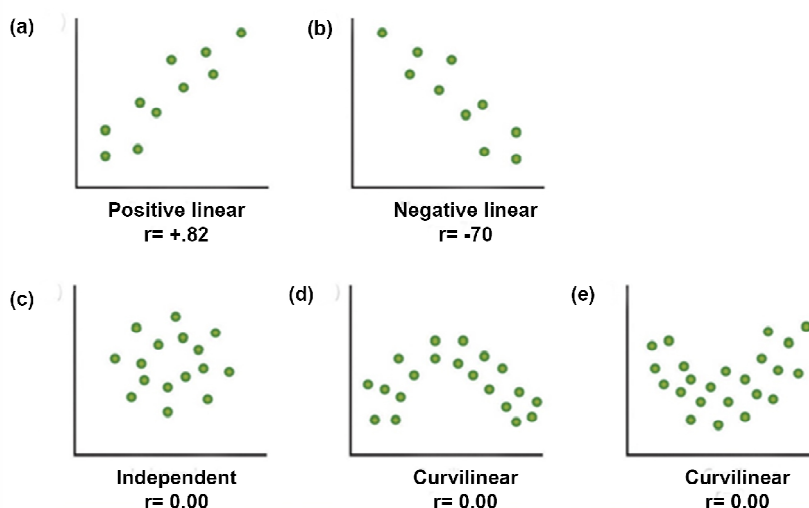 (a)
Positive linear
r= +.82
(b)
Negative linear
r= -70
(c)
Independent
r= 0.00
(d)
Curvilinear
r= 0.00
(e)
Curvilinear
r= 0.00